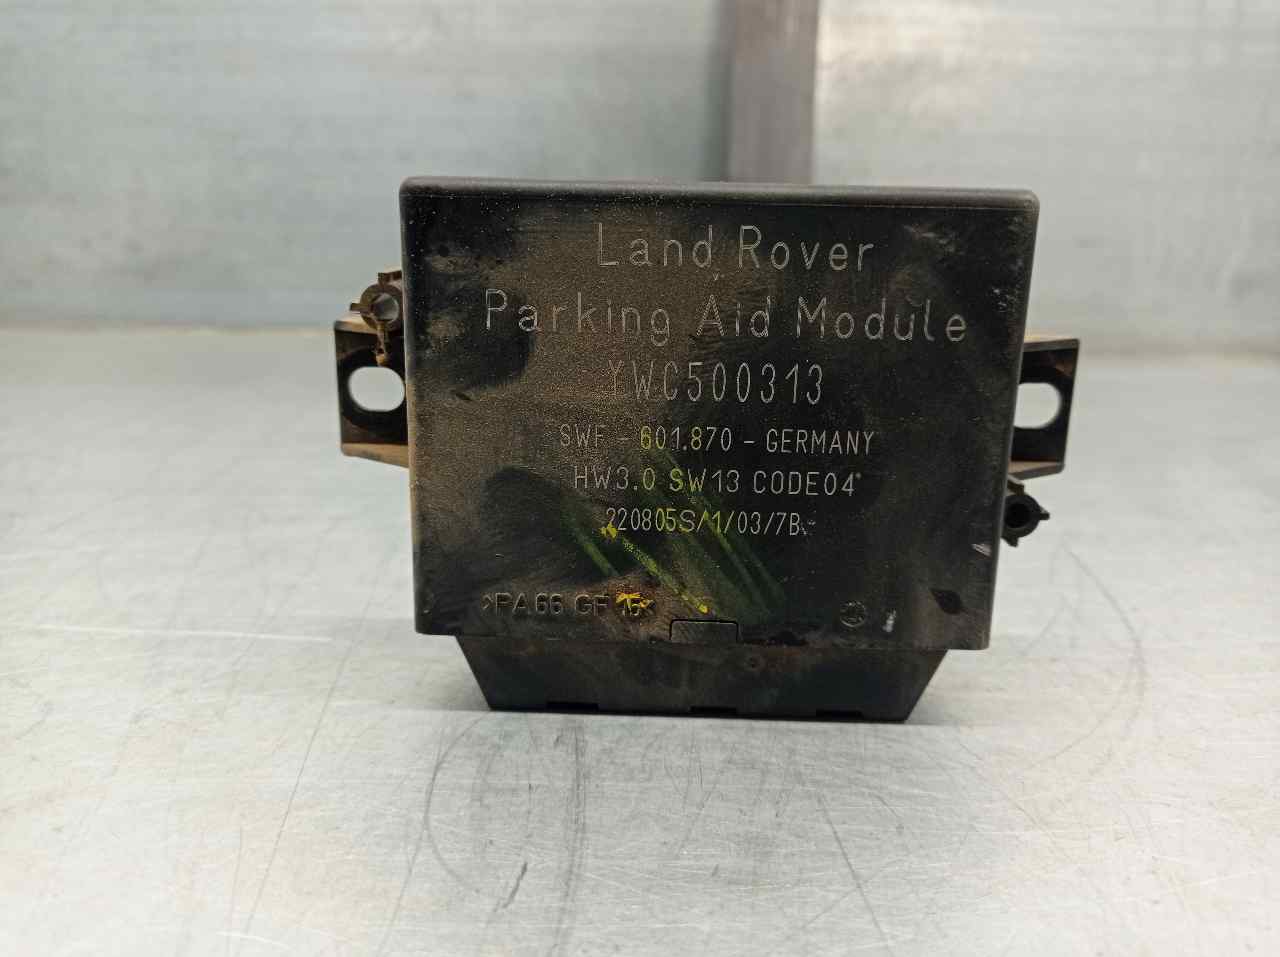 Land Rover
Parking Aid Module
YWC500313
SWF - 601.870 - GERMANY
HW3.0 SW13 CODE04
220805S/1/03/7B
>PA66 GF